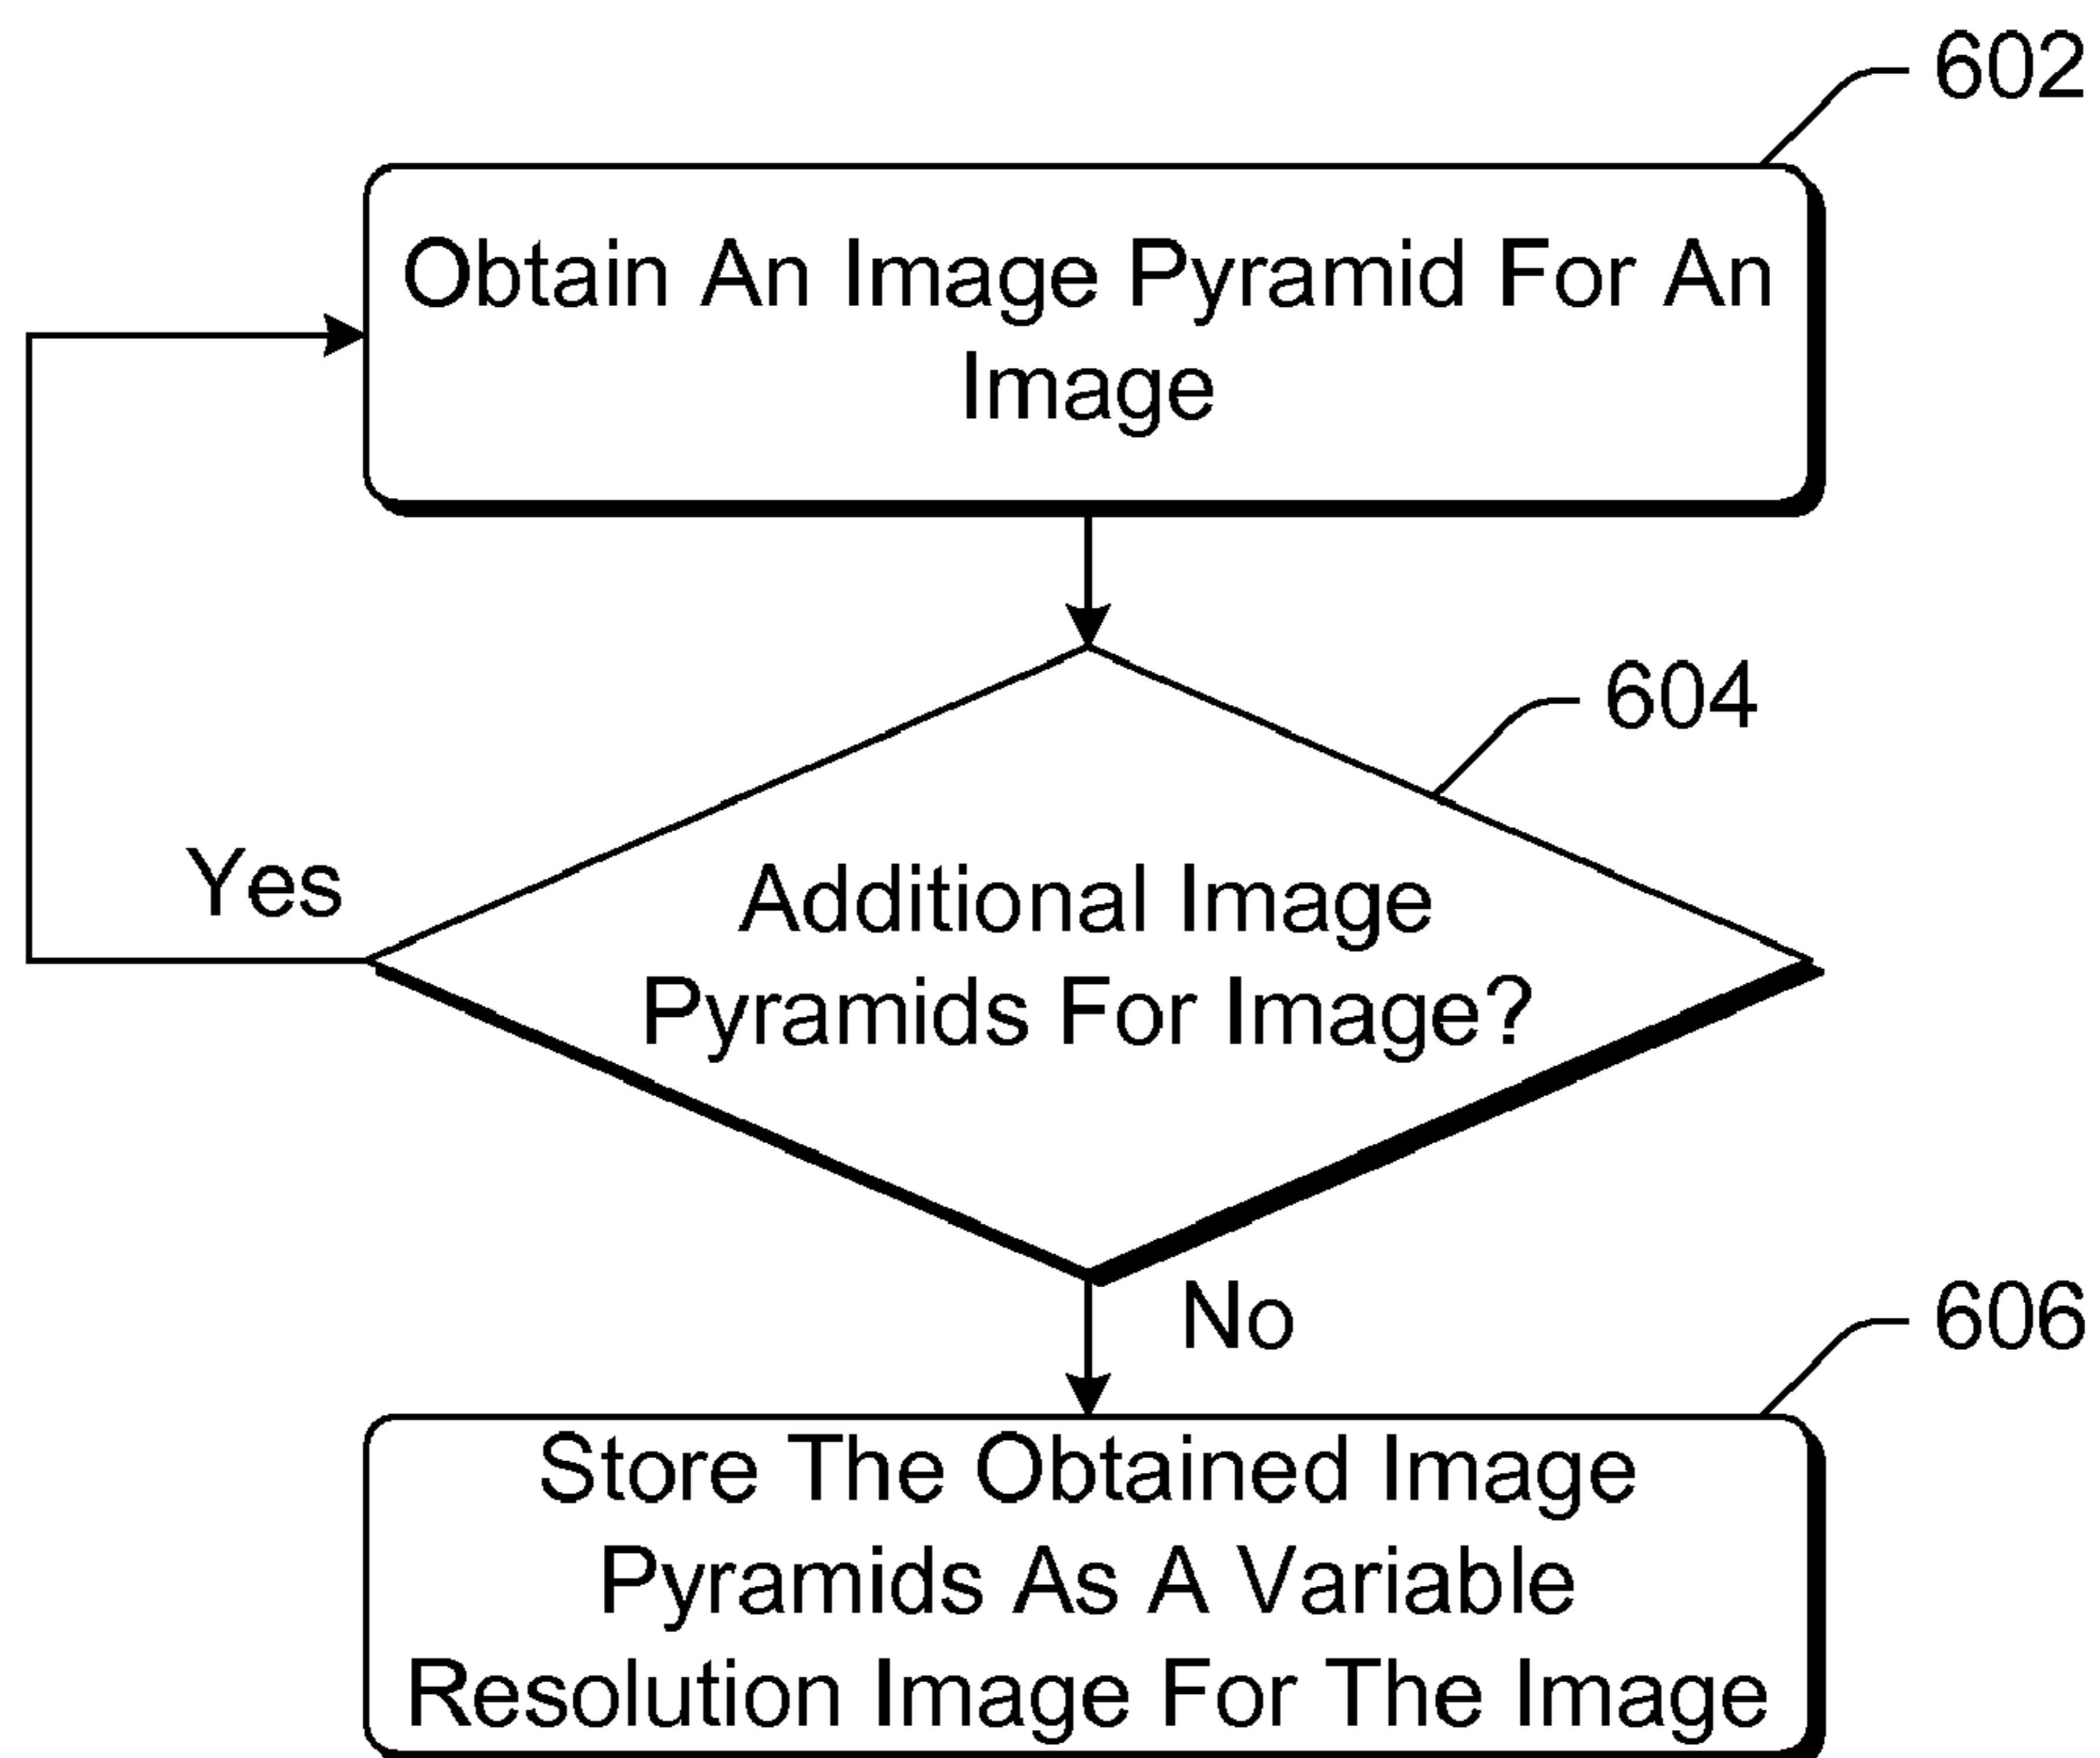 602
Obtain An Image Pyramid For An
Image
604
Yes
Additional Image
Pyramids For Image?
No
606
Store The Obtained Image
Pyramids As A Variable
Resolution Image For The Image